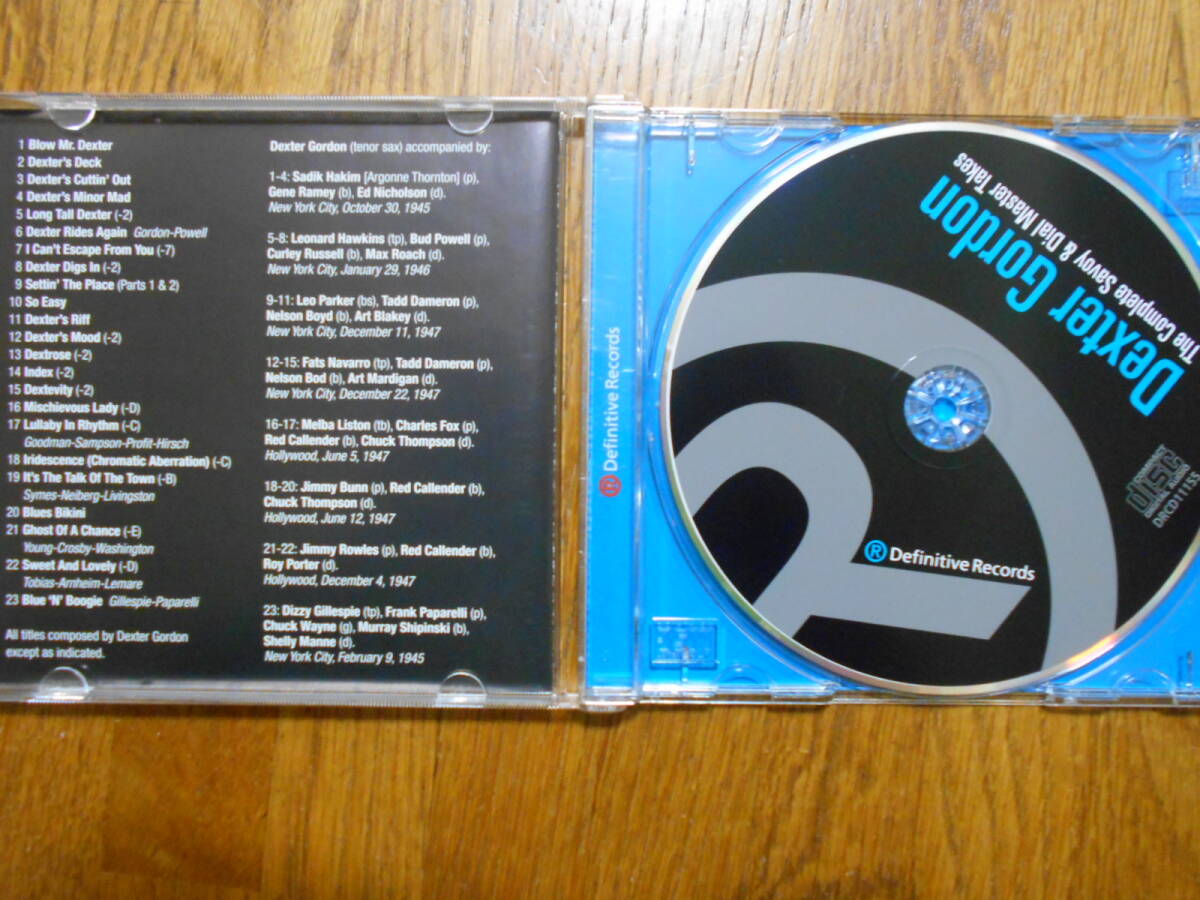 1 Blow Mr. Dexter
2 Dexter's Deck
3 Dexter's Cuttin' Out
4 Dexter's Minor Mad
5 Long Tall Dexter (-2)
6 Dexter Rides Again Gordon-Powell
7 I Can't Escape From You (-7)
8 Dexter Digs In (-2)
9 Settin' The Place (Parts 1 & 2)
10 So Easy
11 Dexter's Riff
12 Dexter's Mood (-2)
13 Dextrose (-2)
14 Index (-2)
15 Dextevity (-2)
16 Mischievous Lady (-D)
17 Lullaby In Rhythm (-C)
Goodman-Sampson-Profit-Hirsch
18 Iridescence (Chromatic Aberration) (-C)
19 It's The Talk Of The Town (-B)
Symes-Neiberg-Livingston
20 Blues Bikini
21 Ghost Of A Chance (-E)
Young-Crosby-Washington
22 Sweet And Lovely (-D)
Tobias-Arnheim-Lemare
23 Blue 'N' Boogie Gillespie-Paparelli
All titles composed by Dexter Gordon
except as indicated.
Dexter Gordon (tenor sax) accompanied by:
1-4: Sadik Hakim [Argonne Thornton] (p),
Gene Ramey (b), Ed Nicholson (d).
New York City, October 30, 1945
5-8: Leonard Hawkins (tp), Bud Powell (p),
Curley Russell (b), Max Roach (d).
New York City, January 29, 1946
9-11: Leo Parker (bs), Tadd Dameron (p),
Nelson Boyd (b), Art Blakey (d).
New York City, December 11, 1947
12-15: Fats Navarro (tp), Tadd Dameron (p),
Nelson Bod (b), Art Mardigan (d).
New York City, December 22, 1947
16-17: Melba Liston (tb), Charles Fox (p),
Red Callender (b), Chuck Thompson (d).
Hollywood, June 5, 1947
18-20: Jimmy Bunn (p), Red Callender (b),
Chuck Thompson (d).
Hollywood, June 12, 1947
21-22: Jimmy Rowles (p), Red Callender (b),
Roy Porter (d).
Hollywood, December 4, 1947
23: Dizzy Gillespie (tp), Frank Paparelli (p),
Chuck Wayne (g), Murray Shipinski (b),
Shelly Manne (d).
New York City, February 9, 1945
® Definitive Records
Dexter Gordon
The Complete Savoy & Dial Master Takes
COMPACT
disc
DIGITAL AUDIO
DRCD11155
® Definitive Records